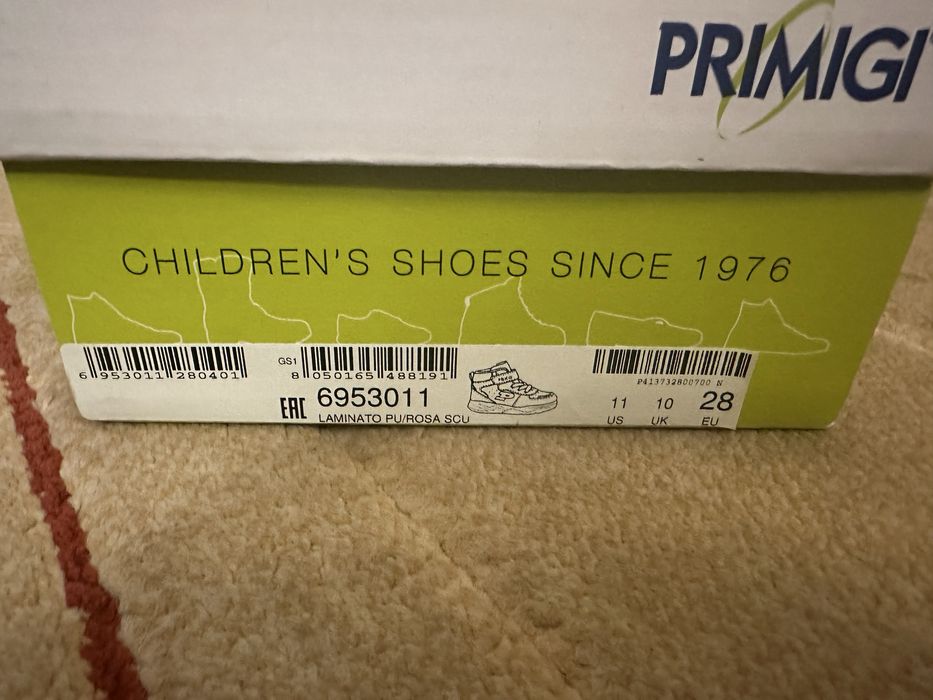 PRIMIGI
CHILDREN'S SHOES SINCE 1976
6 953011 280401
GS1
8 050165 488191
P413732800700 N
EAC 6953011
LAMINATO PU/ROSA SCU
11 10 28
US UK EU